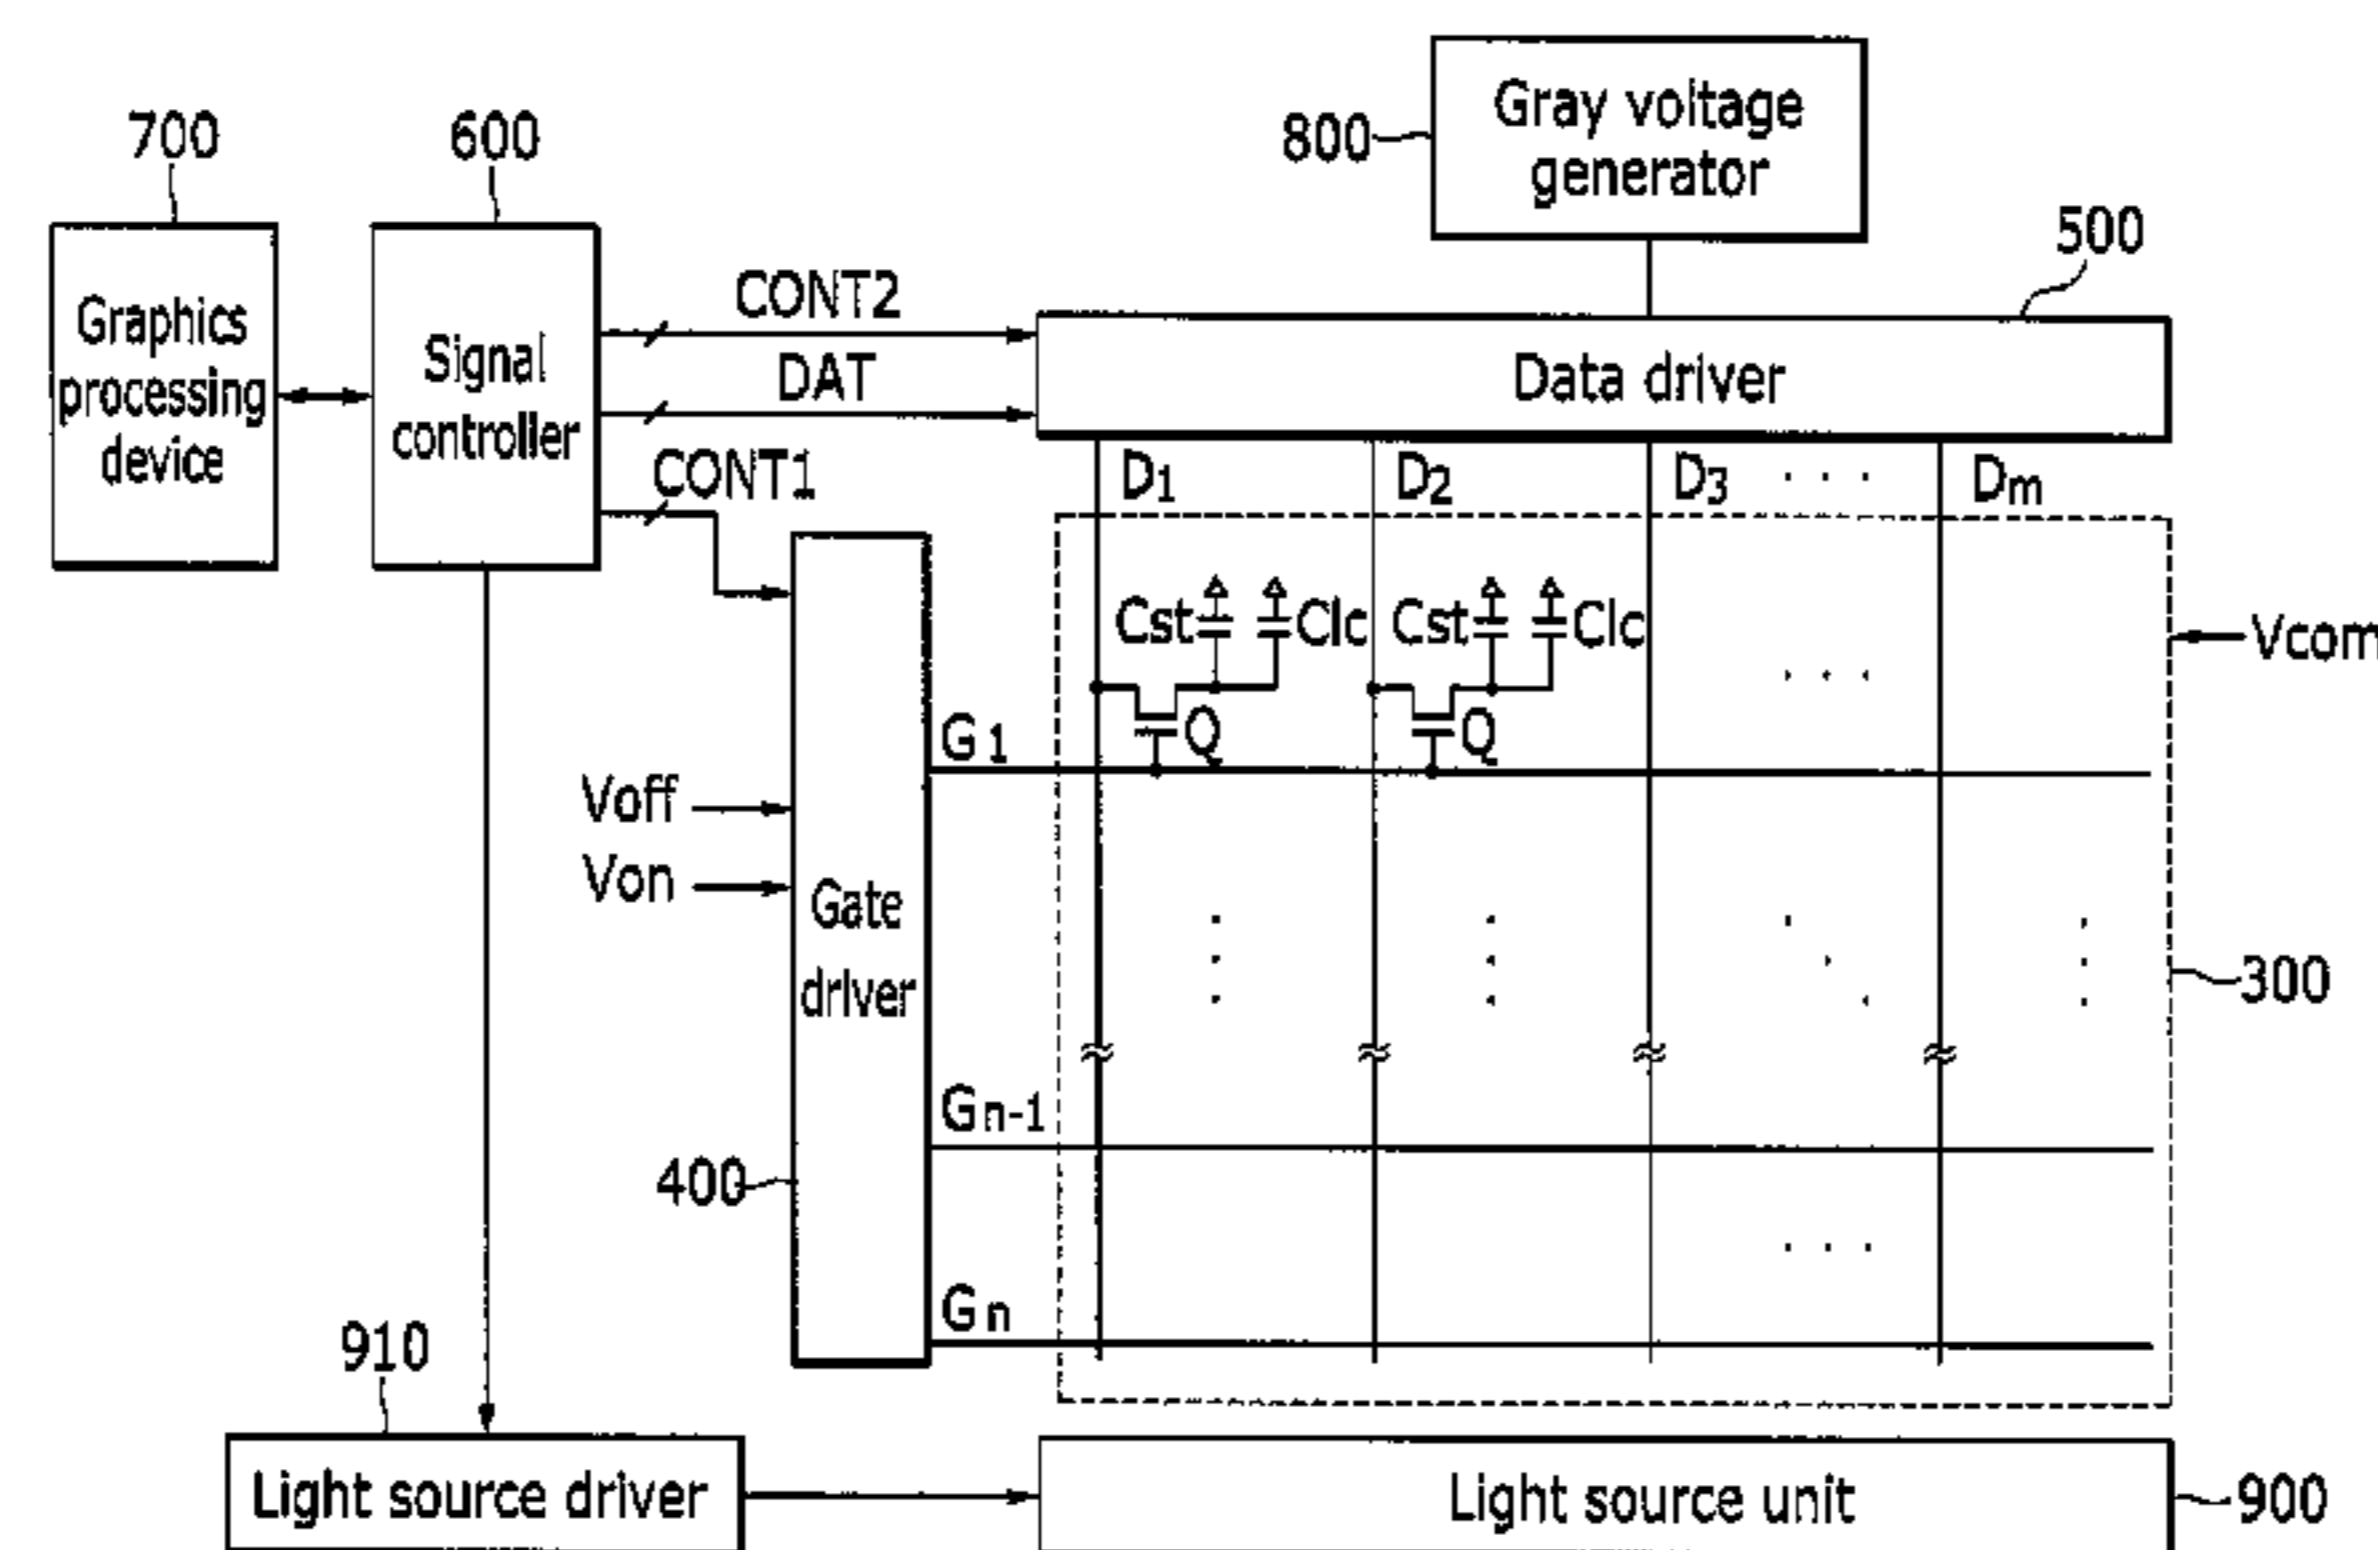 Gray voltage
generator
800
700
600
500
Graphics
processing
device
Signal
controller
CONT2
DAT
CONT1
Data driver
D1
D2
D3
. . .
Dm
Cst
Clc
Cst
Clc
Vcom
Q
Q
G1
Voff
Von
Gate
driver
300
Gn-1
400
Gn
910
Light source driver
Light source unit
900